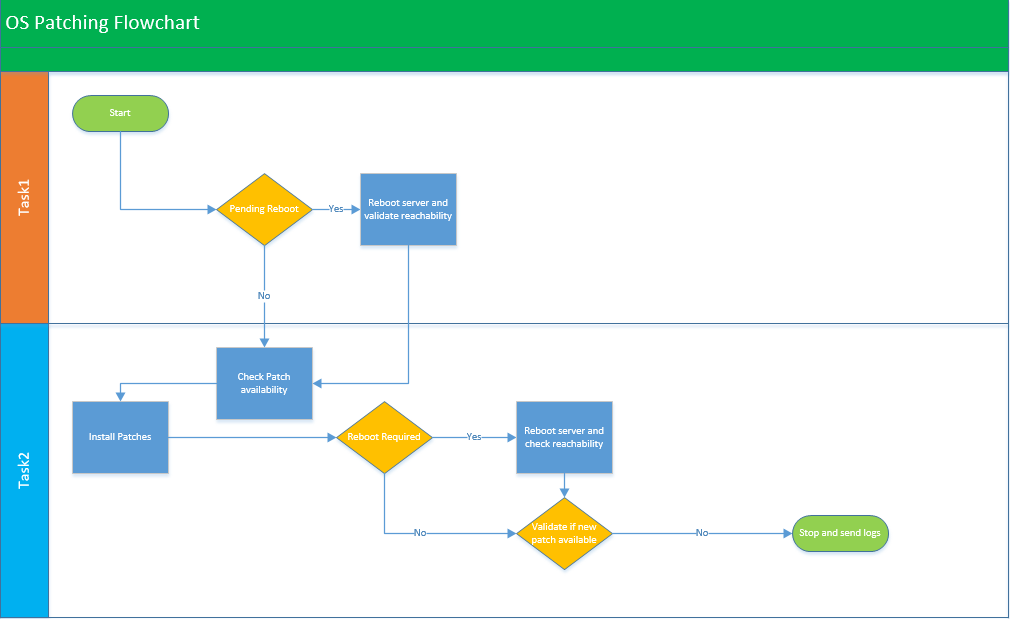 OS Patching Flowchart
Task1
Start
Pending Reboot
Yes
Reboot server and
validate reachability
No
Task2
Check Patch
availability
Install Patches
Reboot Required
Yes
Reboot server and
check reachability
No
Validate if new
patch available
No
Stop and send logs